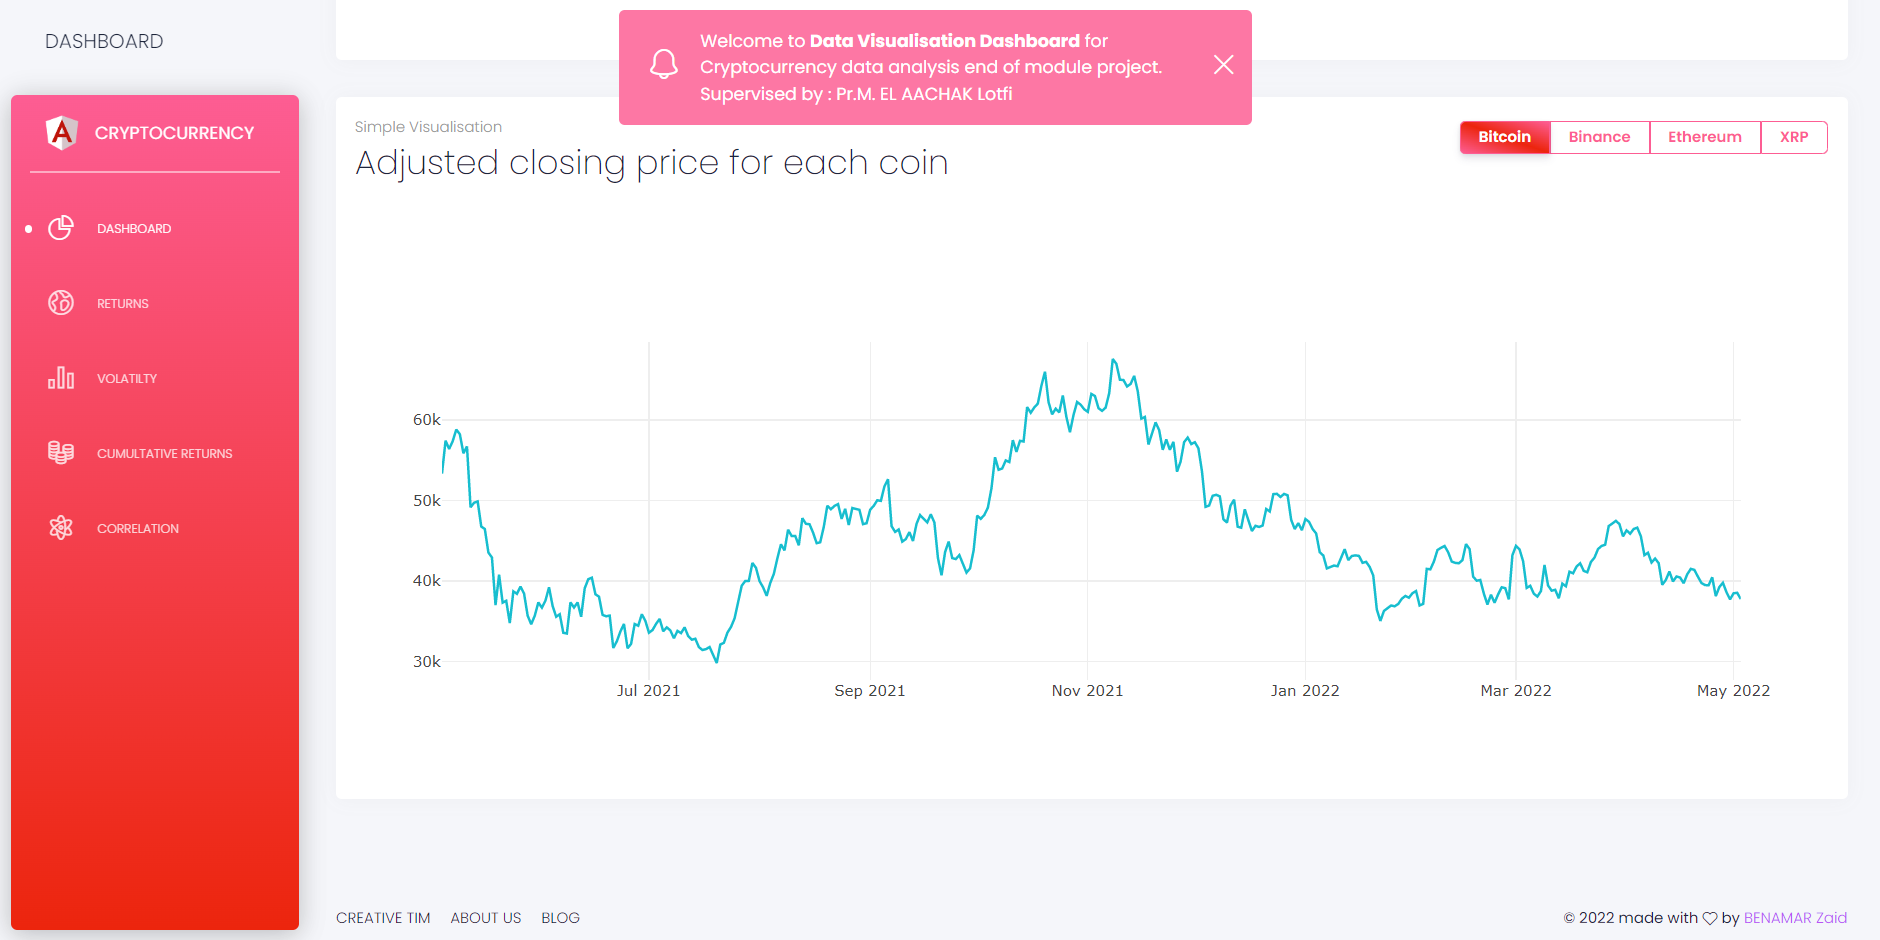 DASHBOARD
CRYPTOCURRENCY
DASHBOARD
RETURNS
VOLATILTY
CUMULTATIVE RETURNS
CORRELATION
Welcome to Data Visualisation Dashboard for
Cryptocurrency data analysis end of module project.
Supervised by : Pr.M. EL AACHAK Lotfi
Simple Visualisation
Adjusted closing price for each coin
Bitcoin Binance Ethereum XRP
60k
50k
40k
30k
Jul 2021 Sep 2021 Nov 2021 Jan 2022 Mar 2022 May 2022
CREATIVE TIM ABOUT US BLOG
© 2022 made with ♡ by BENAMAR Zaid